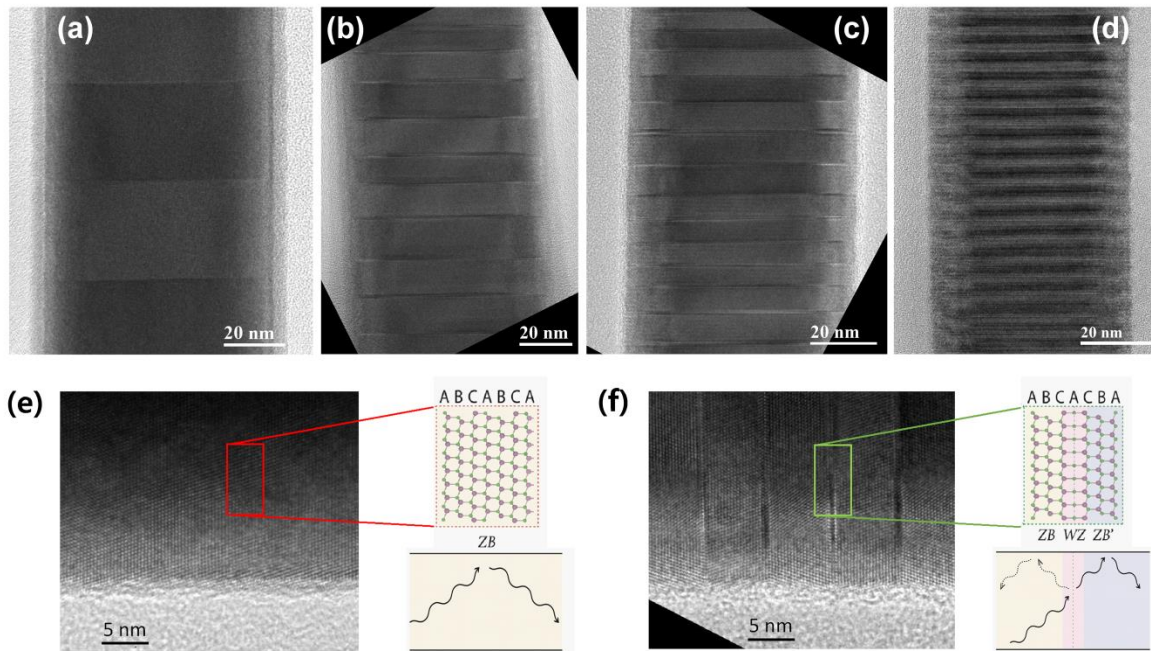 (a)
(b)
(c)
(d)
20 nm
20 nm
20 nm
20 nm
(e)
A B C A B C A
ZB
5 nm
(f)
A B C A C B A
ZB WZ ZB'
5 nm